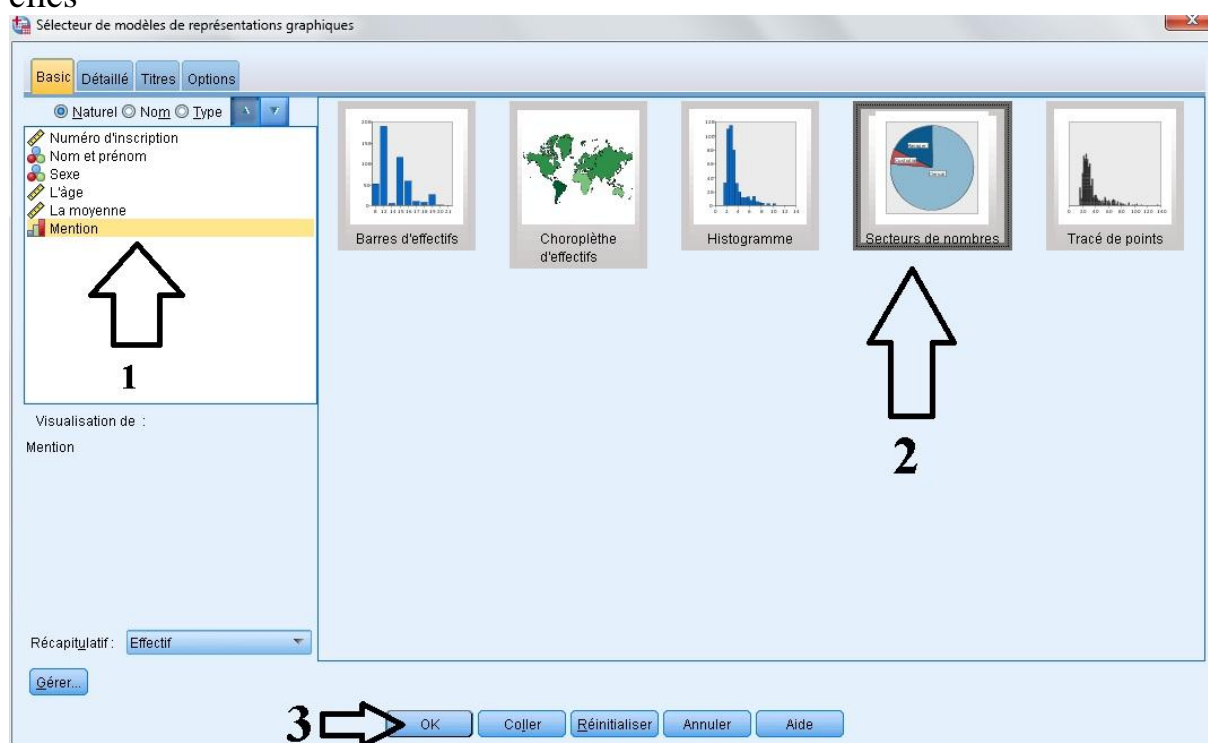 Sélecteur de modèles de représentations graphiques
Basic Détaillé Titres Options
Naturel Nom Type
Numéro d'inscription
Nom et prénom
Sexe
L'âge
La moyenne
Mention
1
Visualisation de :
Mention
Barres d'effectifs
Choroplèthe
d'effectifs
Histogramme
Secteurs de nombres
Tracé de points
2
Récapitulatif : Effectif
Gérer...
3
OK Coller Réinitialiser Annuler Aide